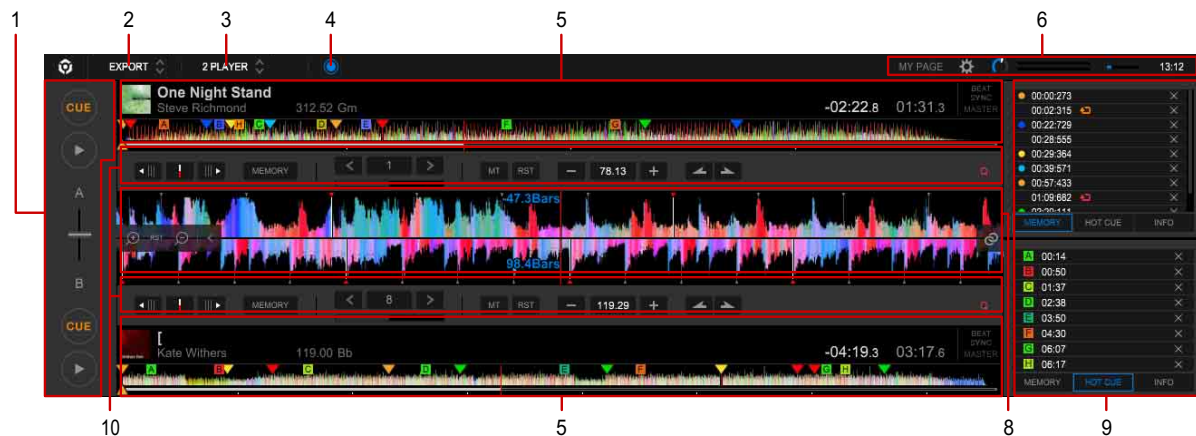 1 2 3 4 5 6
EXPORT 2 PLAYER MY PAGE 13:12
CUE
A
B
CUE
One Night Stand
Steve Richmond 312.52 Gm -02:22.8 01:31.3 BEAT SYNC MASTER
A B H C D E F G
MEMORY < 1 > MT RST − 78.13 + Q
-47.3Bars
RST
98.4Bars
MEMORY < 8 > MT RST − 119.29 + Q
[
Kate Withers 119.00 Bb -04:19.3 03:17.6 BEAT SYNC MASTER
A B C D E F G H
00:00:273
00:02:315
00:22:729
00:28:555
00:29:364
00:39:571
00:57:433
01:09:682
MEMORY HOT CUE INFO
A 00:14
B 00:50
C 01:37
D 02:38
E 03:50
F 04:30
G 06:07
H 06:17
MEMORY HOT CUE INFO
10 5 8 9